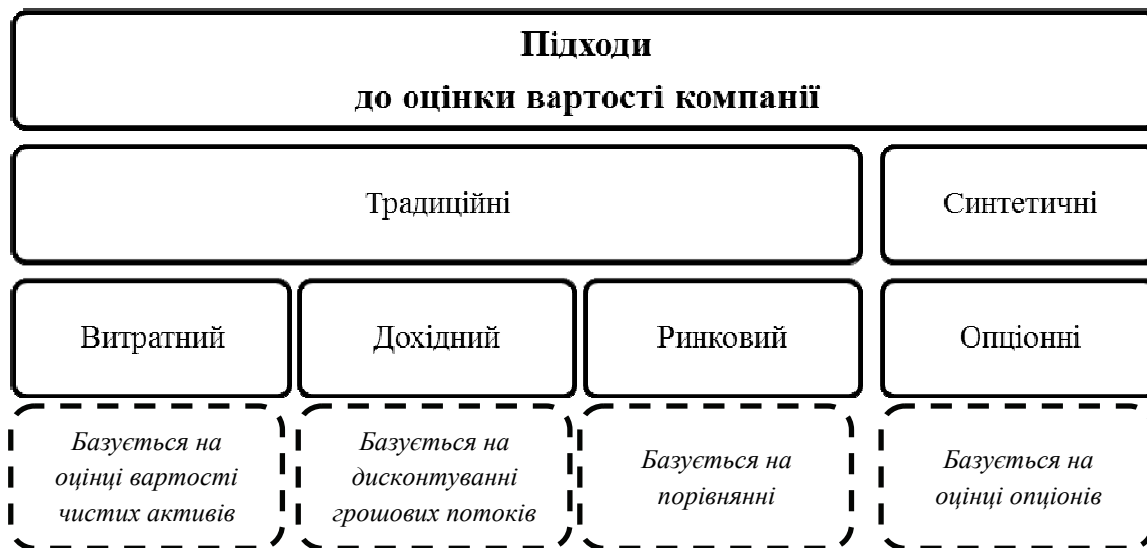 Підходи
до оцінки вартості компанії
Традиційні
Синтетичні
Витратний
Дохідний
Ринковий
Опціонні
Базується на
оцінці вартості
чистих активів
Базується на
дисконтуванні
грошових потоків
Базується на
порівнянні
Базується на
оцінці опціонів